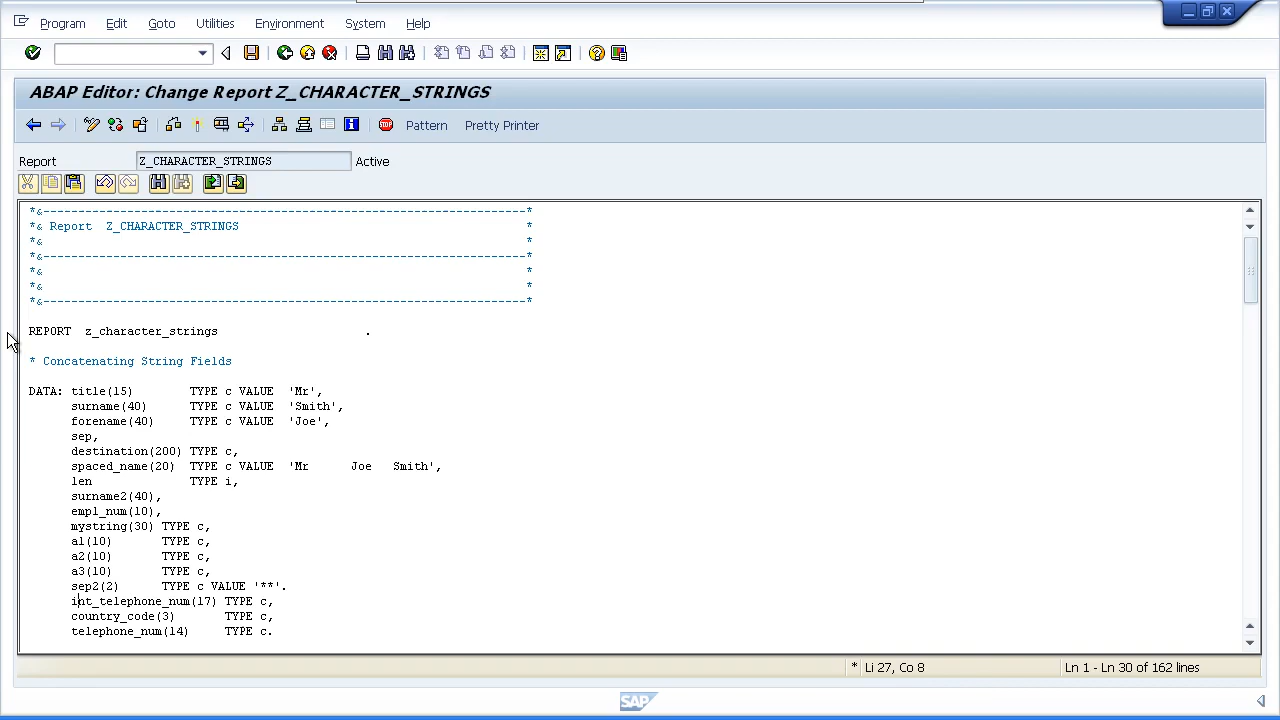 Program Edit Goto Utilities Environment System Help
ABAP Editor: Change Report Z_CHARACTER_STRINGS
Pattern Pretty Printer
Report Z_CHARACTER_STRINGS Active
*&---------------------------------------------------------------------*
*& Report  Z_CHARACTER_STRINGS                                         *
*&                                                                     *
*&---------------------------------------------------------------------*
*&                                                                     *
*&                                                                     *
*&---------------------------------------------------------------------*
REPORT  z_character_strings                     .
* Concatenating String Fields
DATA: title(15)        TYPE c VALUE  'Mr',
surname(40)      TYPE c VALUE  'Smith',
forename(40)     TYPE c VALUE  'Joe',
sep,
destination(200) TYPE c,
spaced_name(20)  TYPE c VALUE  'Mr      Joe   Smith',
len              TYPE i,
surname2(40),
empl_num(10),
mystring(30) TYPE c,
a1(10)       TYPE c,
a2(10)       TYPE c,
a3(10)       TYPE c,
sep2(2)      TYPE c VALUE '**'.
int_telephone_num(17) TYPE c,
country_code(3)       TYPE c,
telephone_num(14)     TYPE c.
* Li 27, Co 8 Ln 1 - Ln 30 of 162 lines
SAP